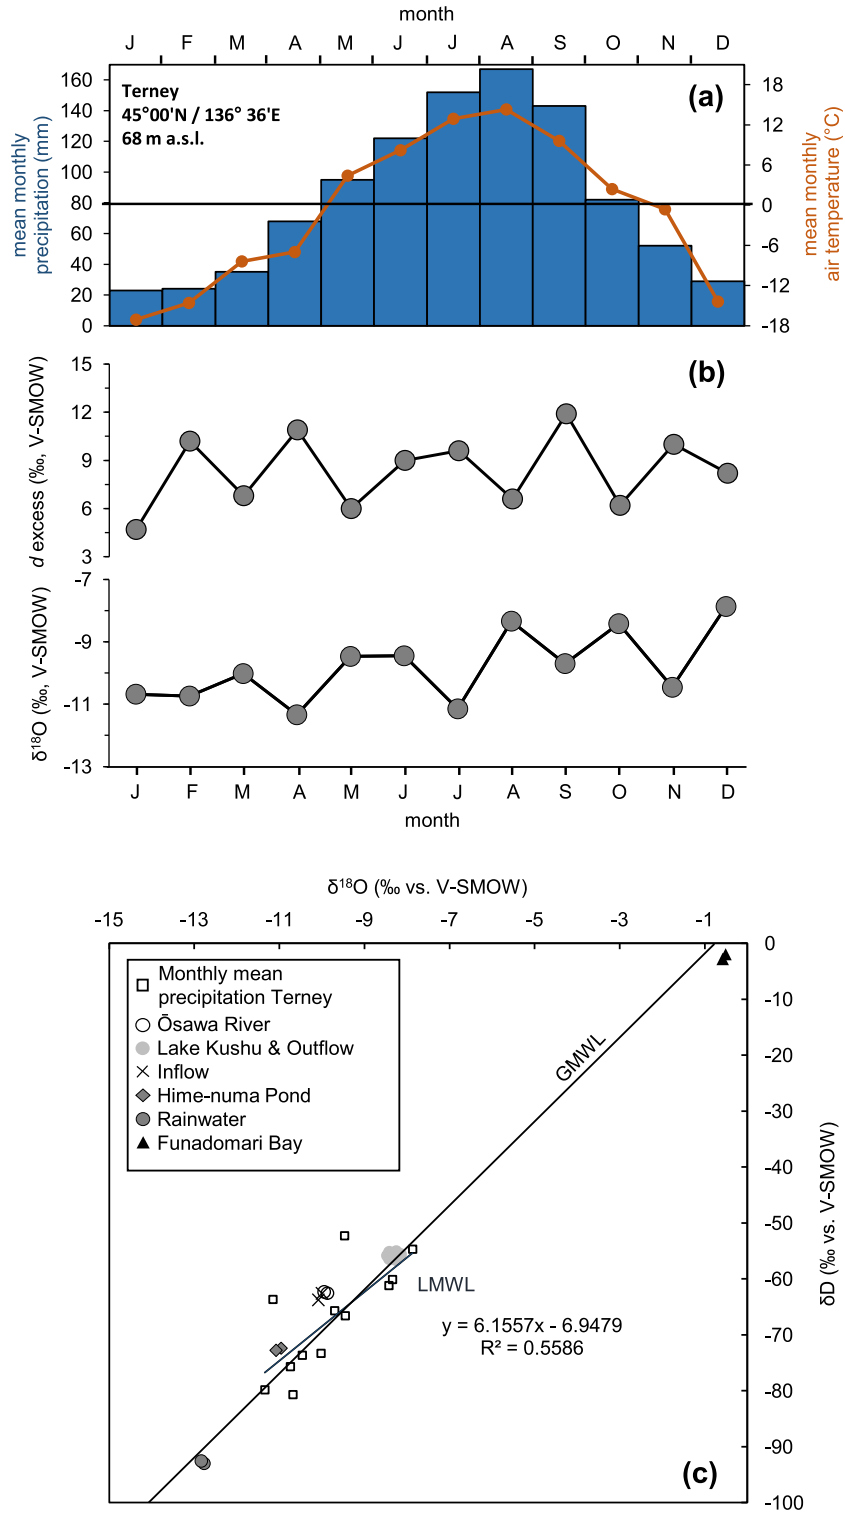 month
J F M A M J J A S O N D
160
140
120
100
80
60
40
20
0
mean monthly
precipitation (mm)
Terney
45°00'N / 136° 36'E
68 m a.s.l.
(a)
18
12
6
0
-6
-12
-18
mean monthly
air temperature (°C)
(b)
15
12
9
6
3
d excess (‰, V-SMOW)
-7
-9
-11
-13
δ18O (‰, V-SMOW)
J F M A M J J A S O N D
month
δ18O (‰ vs. V-SMOW)
-15 -13 -11 -9 -7 -5 -3 -1
0
-10
-20
-30
-40
-50
-60
-70
-80
-90
-100
δD (‰ vs. V-SMOW)
Monthly mean
precipitation Terney
Ōsawa River
Lake Kushu & Outflow
Inflow
Hime-numa Pond
Rainwater
Funadomari Bay
GMWL
LMWL
y = 6.1557x - 6.9479
R² = 0.5586
(c)